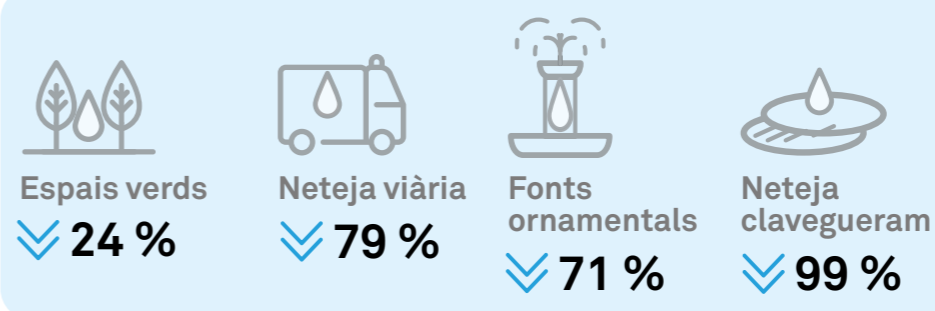 Espais verds
24 %
Neteja viària
79 %
Fonts
ornamentals
71 %
Neteja
clavegueram
99 %